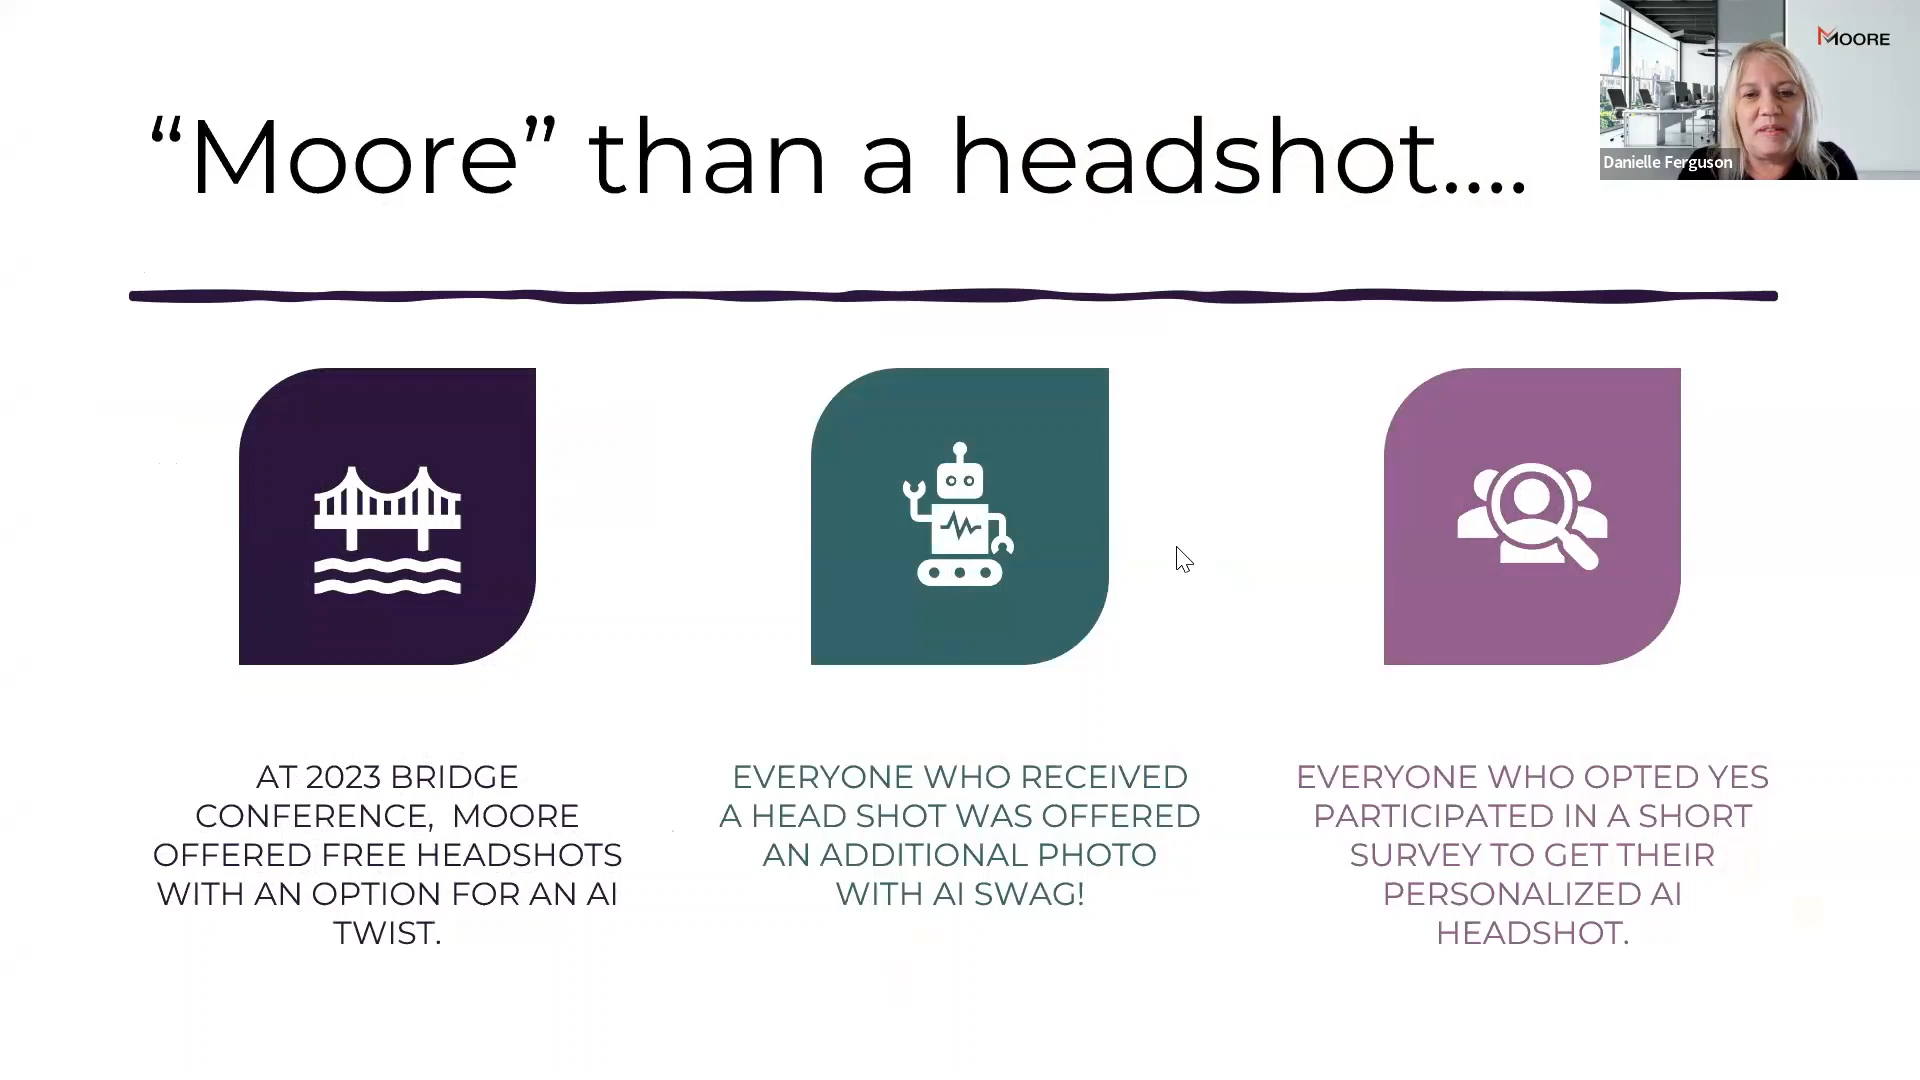 MOORE
“Moore” than a headshot....
Danielle Ferguson
AT 2023 BRIDGE
CONFERENCE,  MOORE
OFFERED FREE HEADSHOTS
WITH AN OPTION FOR AN AI
TWIST.
EVERYONE WHO RECEIVED
A HEAD SHOT WAS OFFERED
AN ADDITIONAL PHOTO
WITH AI SWAG!
EVERYONE WHO OPTED YES
PARTICIPATED IN A SHORT
SURVEY TO GET THEIR
PERSONALIZED AI
HEADSHOT.